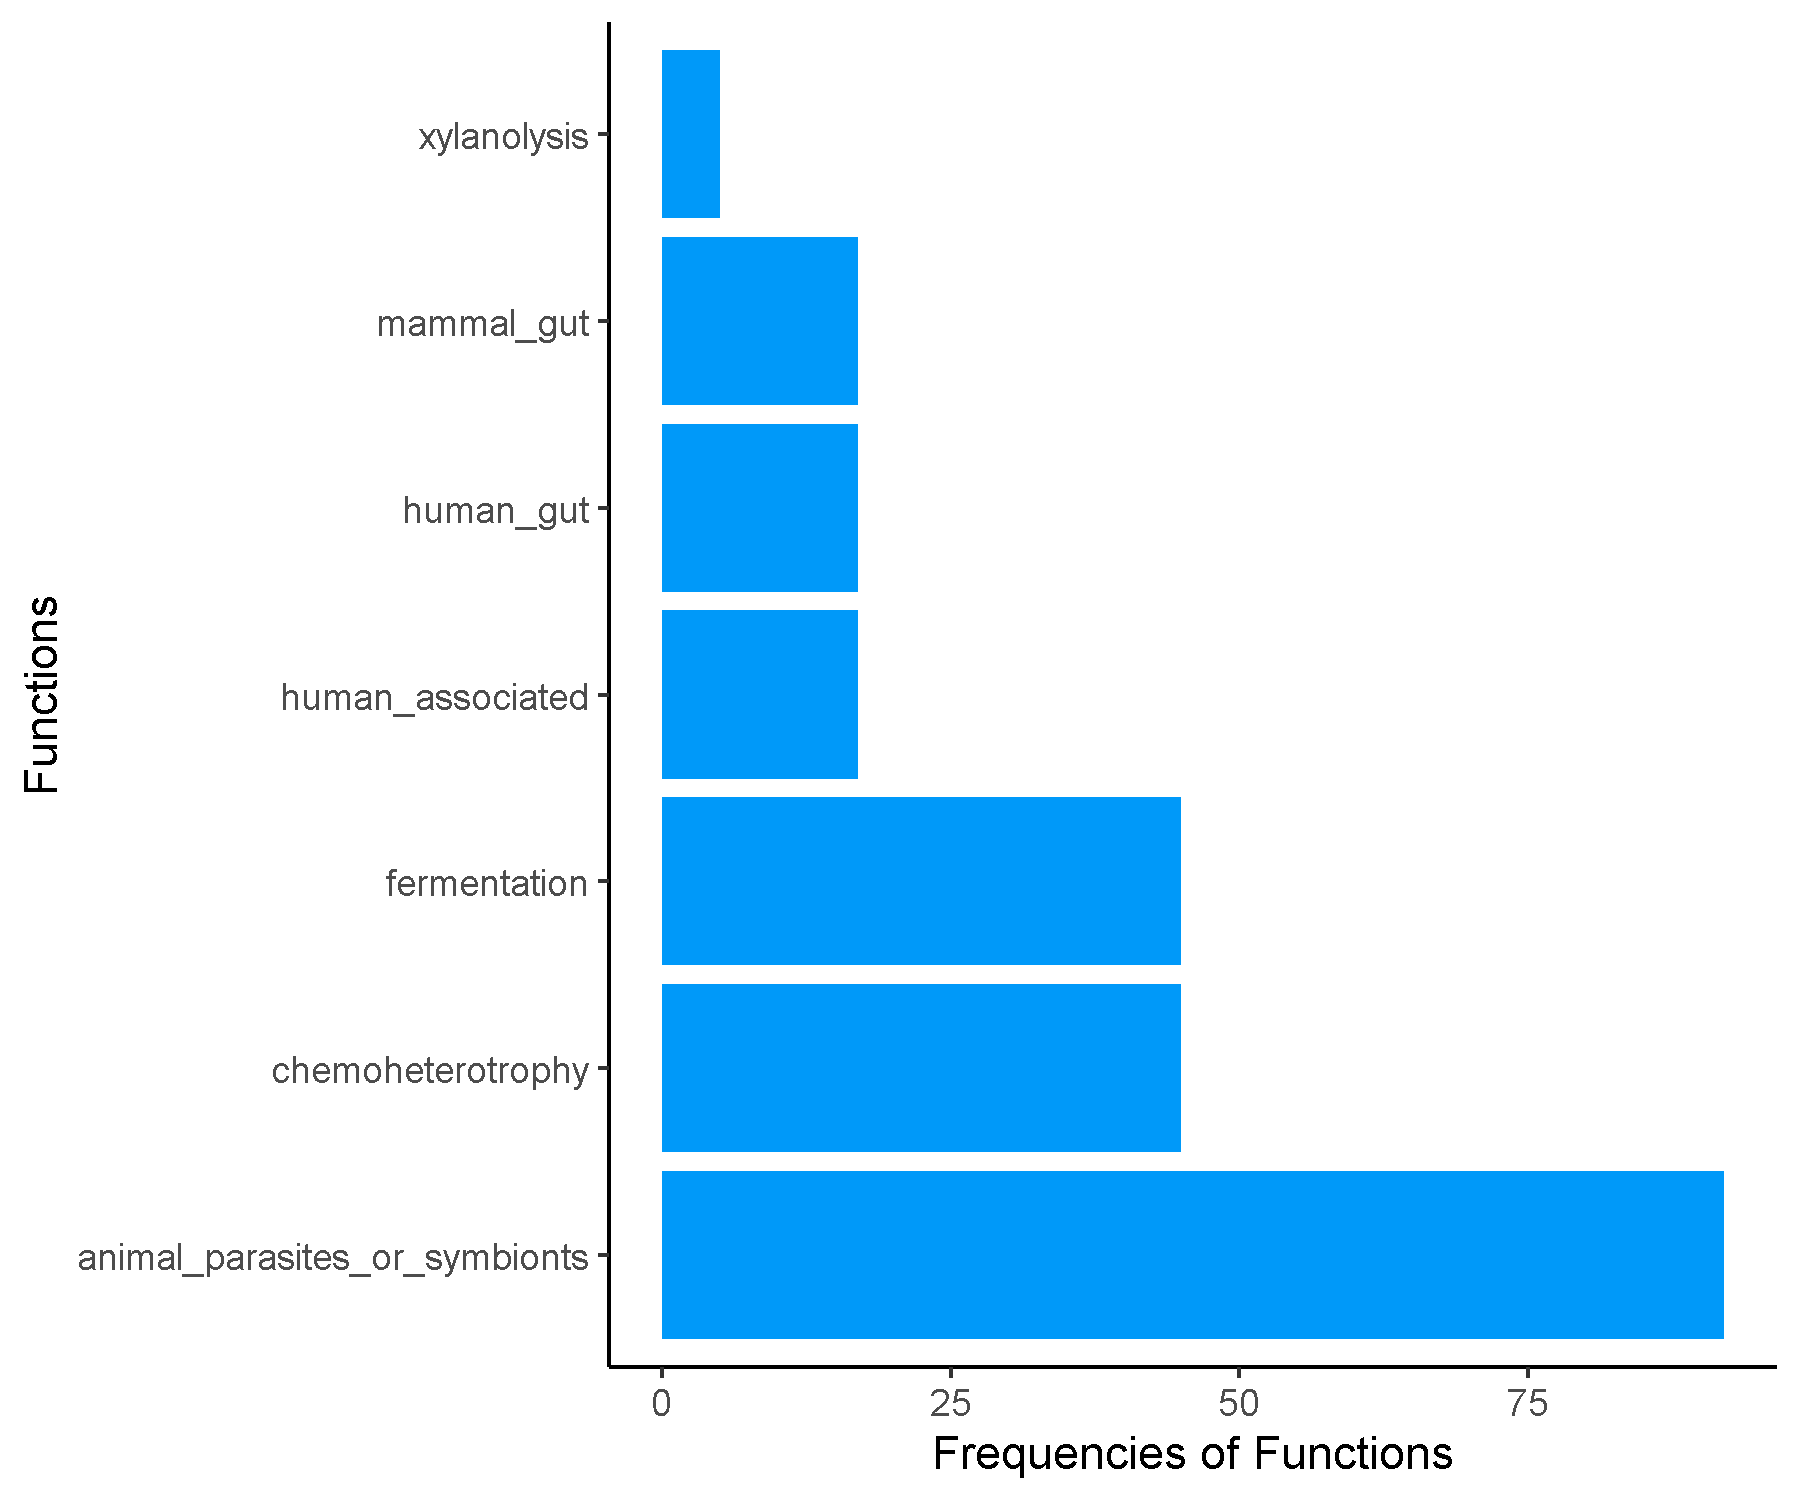 xylanolysis
mammal_gut
human_gut
human_associated
fermentation
chemoheterotrophy
animal_parasites_or_symbionts
Functions
0 25 50 75
Frequencies of Functions